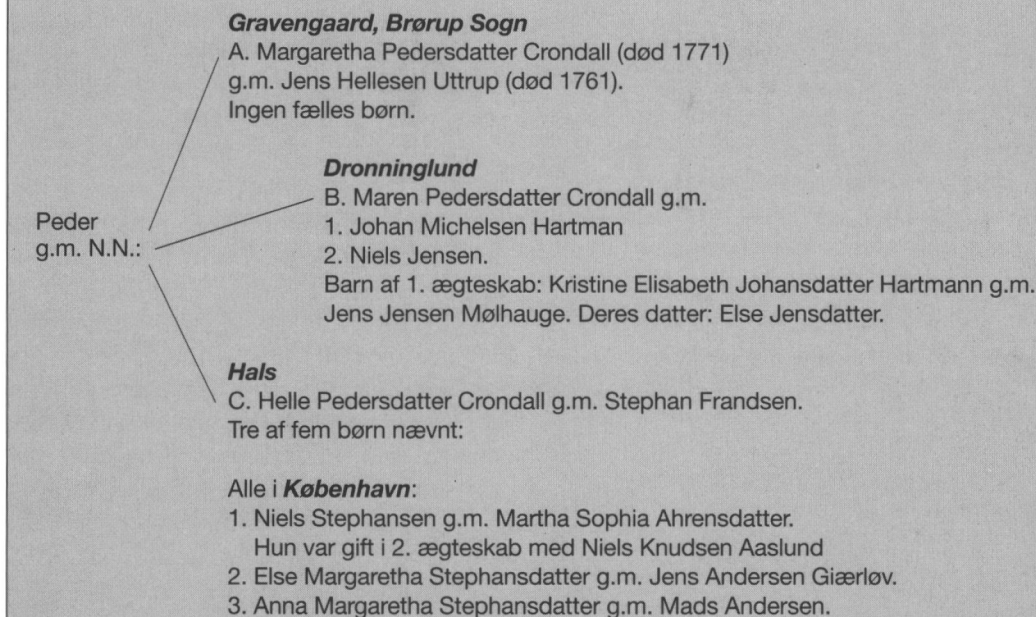 Gravengaard, Brørup Sogn
A. Margaretha Pedersdatter Crondall (død 1771)
g.m. Jens Hellesen Uttrup (død 1761).
Ingen fælles børn.
Peder
g.m. N.N.:
Dronninglund
B. Maren Pedersdatter Crondall g.m.
1. Johan Michelsen Hartman
2. Niels Jensen.
Barn af 1. ægteskab: Kristine Elisabeth Johansdatter Hartmann g.m.
Jens Jensen Mølhauge. Deres datter: Else Jensdatter.
Hals
C. Helle Pedersdatter Crondall g.m. Stephan Frandsen.
Tre af fem børn nævnt:
Alle i København:
1. Niels Stephansen g.m. Martha Sophia Ahrensdatter.
Hun var gift i 2. ægteskab med Niels Knudsen Aaslund
2. Else Margaretha Stephansdatter g.m. Jens Andersen Giærløv.
3. Anna Margaretha Stephansdatter g.m. Mads Andersen.